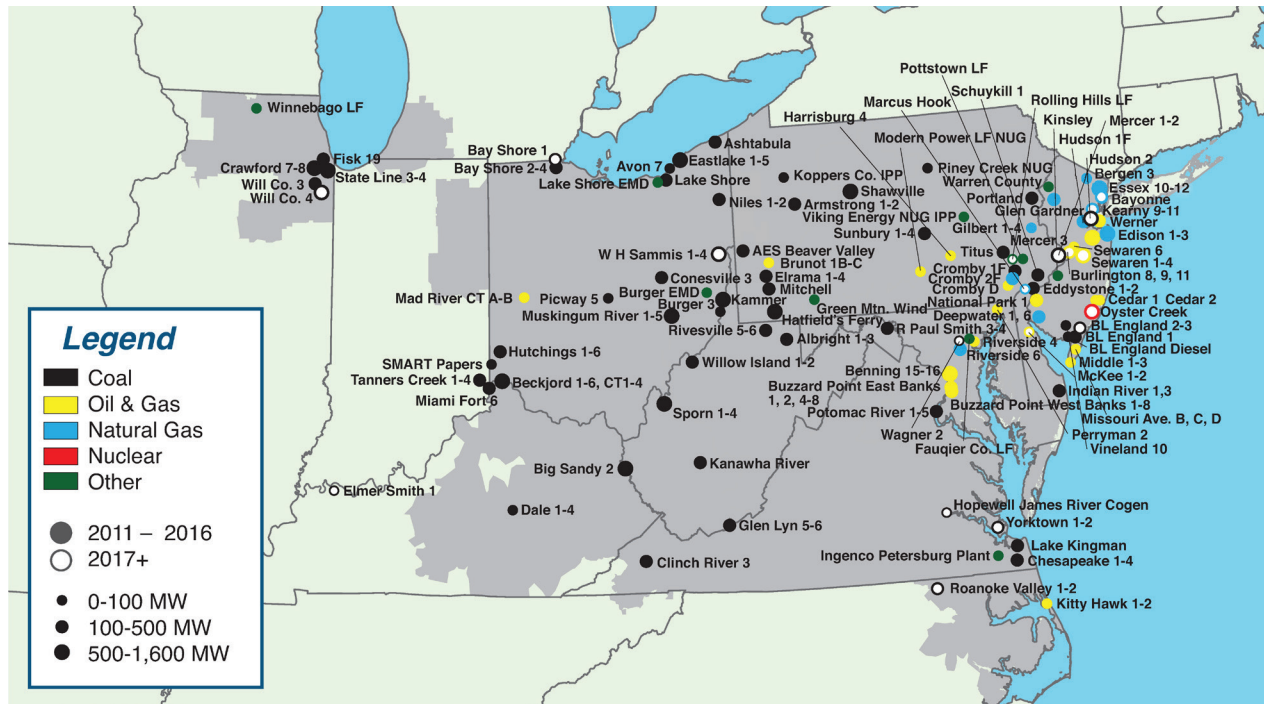 Pottstown LF
Schuykill 1
Marcus Hook
Rolling Hills LF
Harrisburg 4
Kinsley
Modern Power LF NUG
Mercer 1-2
Hudson 1F
Winnebago LF
Ashtabula
Hudson 2
Bay Shore 1
Bergen 3
Fisk 19
Avon 7
Eastlake 1-5
Piney Creek NUG
Crawford 7-8
Bay Shore 2-4
Koppers Co. IPP
Warren County
Essex 10-12
State Line 3-4
Lake Shore EMD
Lake Shore
Shawville
Bayonne
Will Co. 3
Portland
Will Co. 4
Niles 1-2
Armstrong 1-2
Glen Gardner
Kearny 9-11
Viking Energy NUG IPP
Werner
Sunbury 1-4
Gilbert 1-4
Edison 1-3
Mercer 3
W H Sammis 1-4
AES Beaver Valley
Titus
Sewaren 6
Brunot 1B-C
Sewaren 1-4
Conesville 3
Elrama 1-4
Cromby 1F
Burlington 8, 9, 11
Cromby 2F
Mitchell
Cromby D
Eddystone 1-2
Mad River CT A-B
Picway 5
Burger EMD
Kammer
Green Mtn. Wind
National Park 1
Cedar 1
Cedar 2
Burger 3
Oyster Creek
Muskingum River 1-5
Hatfield's Ferry
Deepwater 1, 6
BL England 2-3
Rivesville 5-6
R Paul Smith 3-4
BL England 1
Albright 1-3
Riverside 4
BL England Diesel
Hutchings 1-6
Riverside 6
Middle 1-3
SMART Papers
Willow Island 1-2
Benning 15-16
McKee 1-2
Tanners Creek 1-4
Beckjord 1-6, CT1-4
Buzzard Point East Banks
1, 2, 4-8
Indian River 1,3
Miami Fort 6
Buzzard Point West Banks 1-8
Sporn 1-4
Potomac River 1-5
Missouri Ave. B, C, D
Wagner 2
Perryman 2
Fauqier Co. LF
Vineland 10
Big Sandy 2
Kanawha River
Elmer Smith 1
Dale 1-4
Hopewell James River Cogen
Glen Lyn 5-6
Yorktown 1-2
Lake Kingman
Ingenco Petersburg Plant
Chesapeake 1-4
Clinch River 3
Roanoke Valley 1-2
Kitty Hawk 1-2
Legend
Coal
Oil & Gas
Natural Gas
Nuclear
Other
2011 – 2016
2017+
0-100 MW
100-500 MW
500-1,600 MW